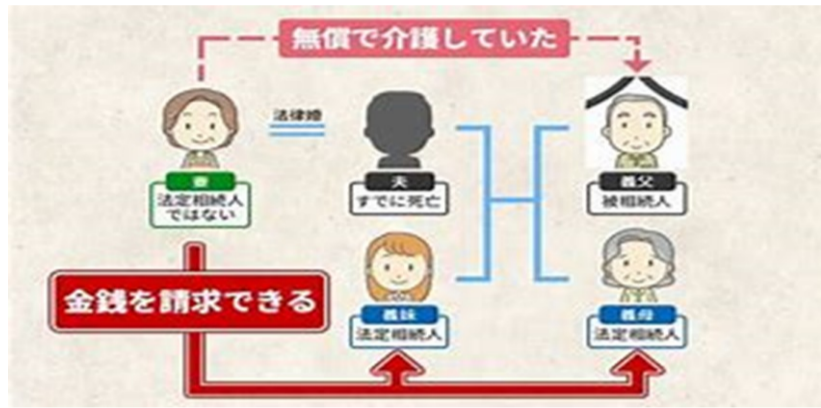 無償で介護していた
法律婚
妻
法定相続人
ではない
夫
すでに死亡
義父
被相続人
金銭を請求できる
義妹
法定相続人
義母
法定相続人